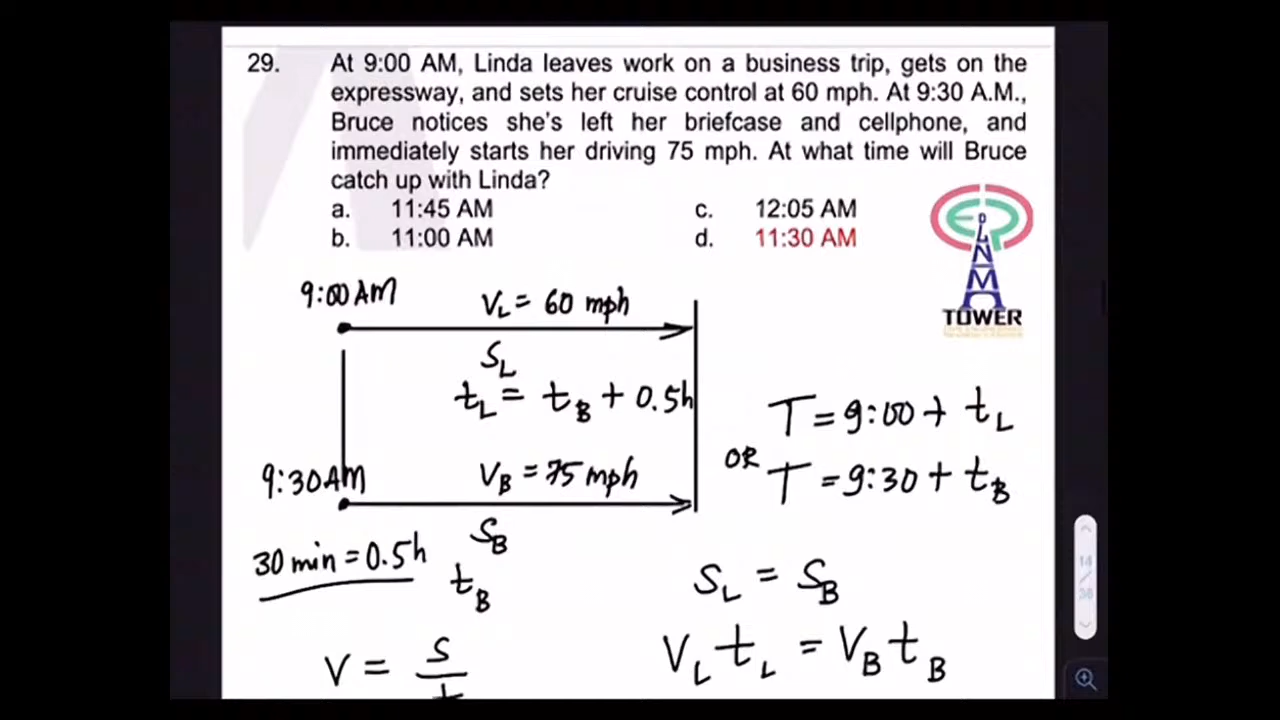 29. At 9:00 AM, Linda leaves work on a business trip, gets on the
expressway, and sets her cruise control at 60 mph. At 9:30 A.M.,
Bruce notices she's left her briefcase and cellphone, and
immediately starts her driving 75 mph. At what time will Bruce
catch up with Linda?
a. 11:45 AM c. 12:05 AM
b. 11:00 AM d. 11:30 AM
TOWER
9:00 AM
V_L = 60 mph
S_L
t_L = t_B + 0.5h
T = 9:00 + t_L
OR T = 9:30 + t_B
9:30 AM
V_B = 75 mph
S_B
30 min = 0.5h
t_B
S_L = S_B
V = S
V_L t_L = V_B t_B
14
/
36